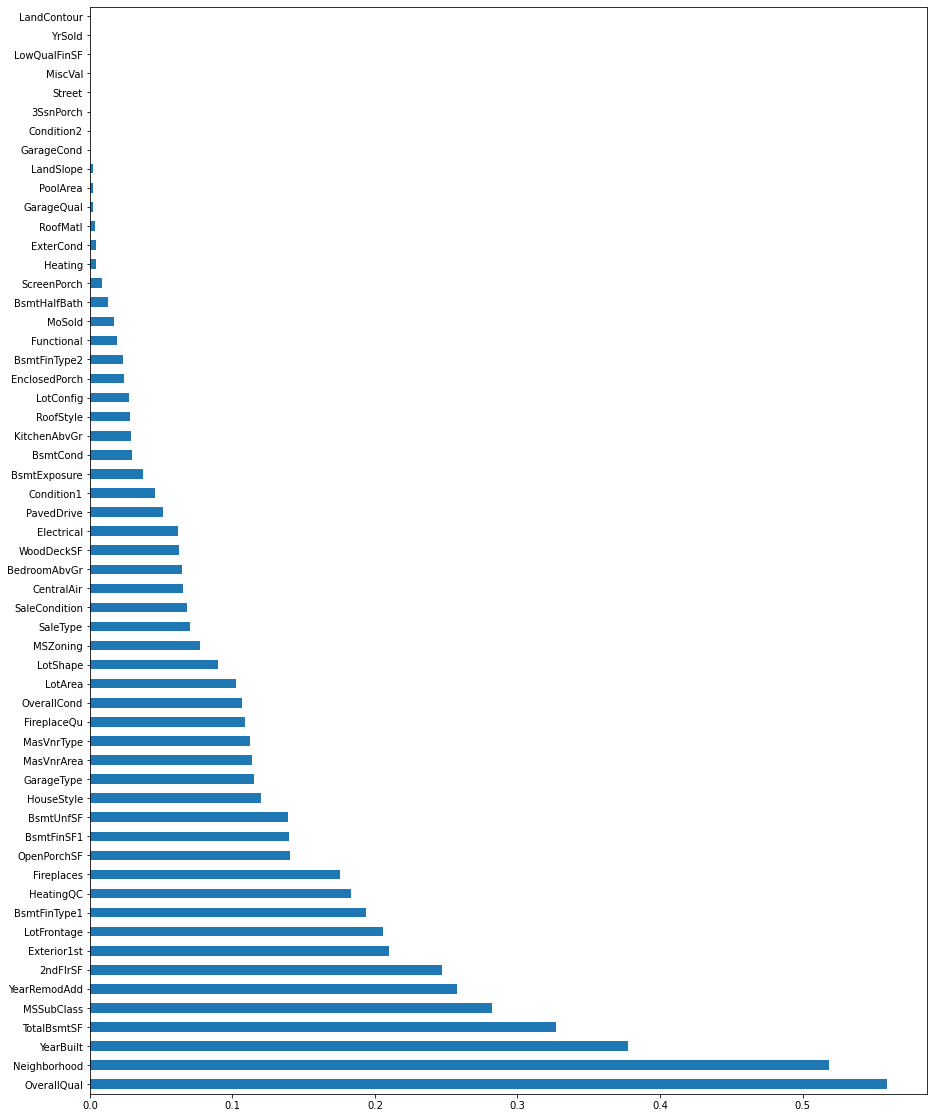 LandContour
YrSold
LowQualFinSF
MiscVal
Street
3SsnPorch
Condition2
GarageCond
LandSlope
PoolArea
GarageQual
RoofMatl
ExterCond
Heating
ScreenPorch
BsmtHalfBath
MoSold
Functional
BsmtFinType2
EnclosedPorch
LotConfig
RoofStyle
KitchenAbvGr
BsmtCond
BsmtExposure
Condition1
PavedDrive
Electrical
WoodDeckSF
BedroomAbvGr
CentralAir
SaleCondition
SaleType
MSZoning
LotShape
LotArea
OverallCond
FireplaceQu
MasVnrType
MasVnrArea
GarageType
HouseStyle
BsmtUnfSF
BsmtFinSF1
OpenPorchSF
Fireplaces
HeatingQC
BsmtFinType1
LotFrontage
Exterior1st
2ndFlrSF
YearRemodAdd
MSSubClass
TotalBsmtSF
YearBuilt
Neighborhood
OverallQual
0.0 0.1 0.2 0.3 0.4 0.5